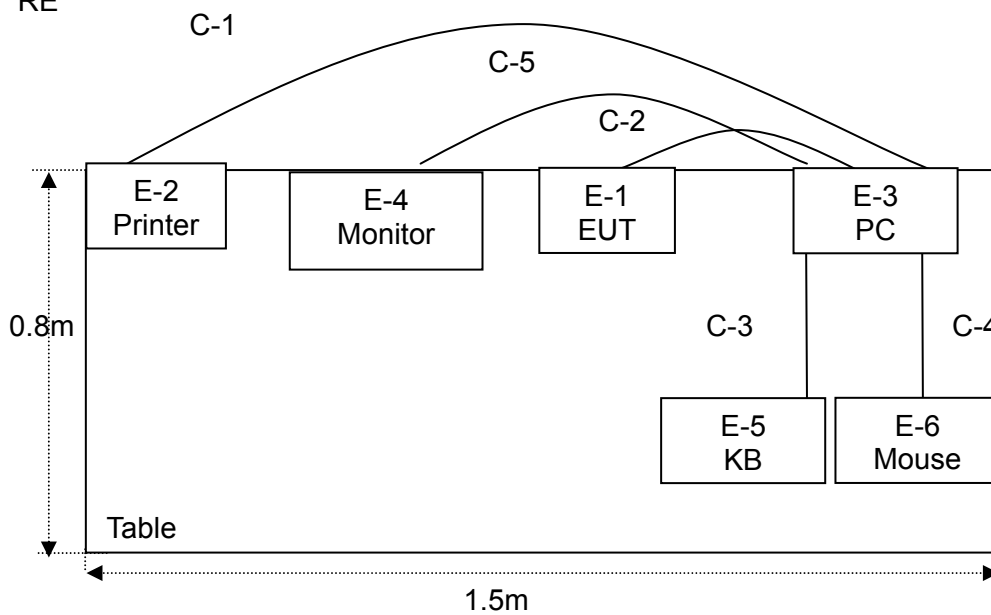 RE
C-1
C-5
C-2
E-2
Printer
E-4
Monitor
E-1
EUT
E-3
PC
0.8m
C-3
C-4
E-5
KB
E-6
Mouse
Table
1.5m